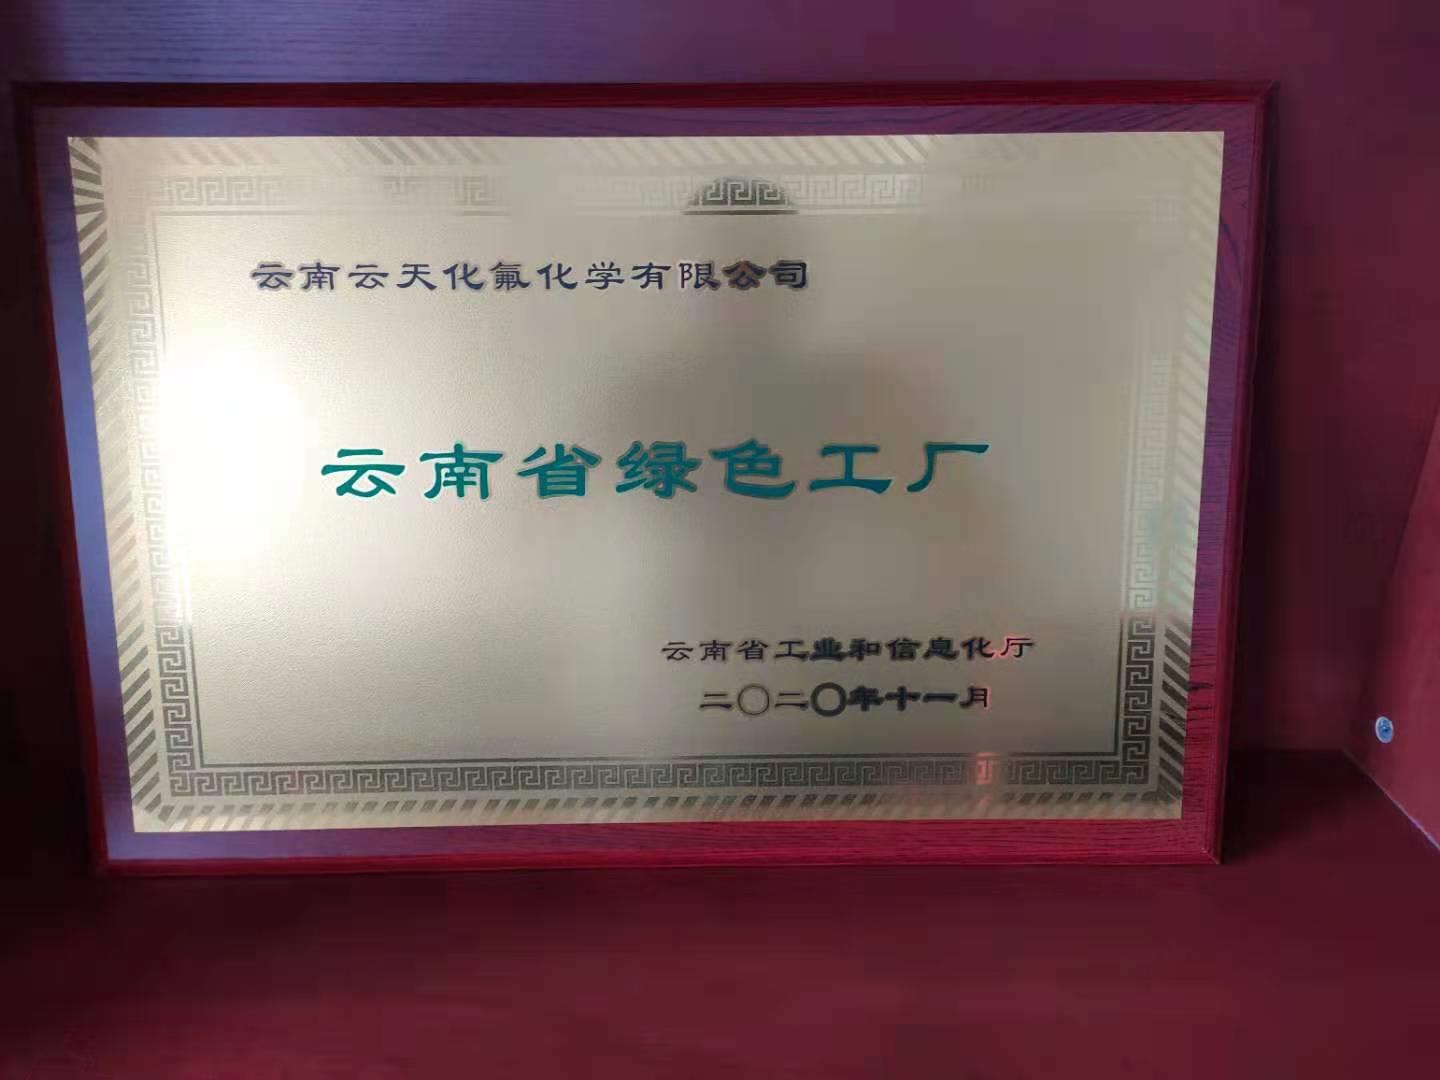 云南云天化氟化学有限公司
云南省绿色工厂
云南省工业和信息化厅
二〇二〇年十一月